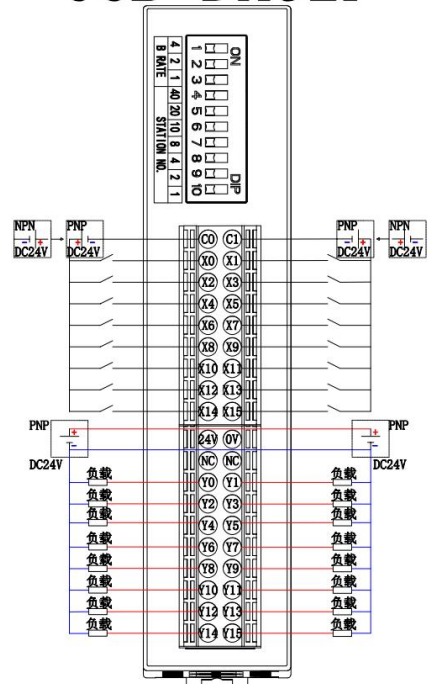 ON DIP
1 2 3 4 5 6 7 8 9 10
4 2 1 40 20 10 8 4 2 1
B RATE STATION NO.
NPN PNP PNP NPN
DC24V DC24V DC24V DC24V
C0 C1
X0 X1
X2 X3
X4 X5
X6 X7
X8 X9
X10 X11
X12 X13
X14 X15
PNP PNP
24V 0V
DC24V DC24V
NC NC
负载 Y0 Y1 负载
负载 Y2 Y3 负载
负载 Y4 Y5 负载
负载 Y6 Y7 负载
负载 Y8 Y9 负载
负载 Y10 Y11 负载
负载 Y12 Y13 负载
负载 Y14 Y15 负载